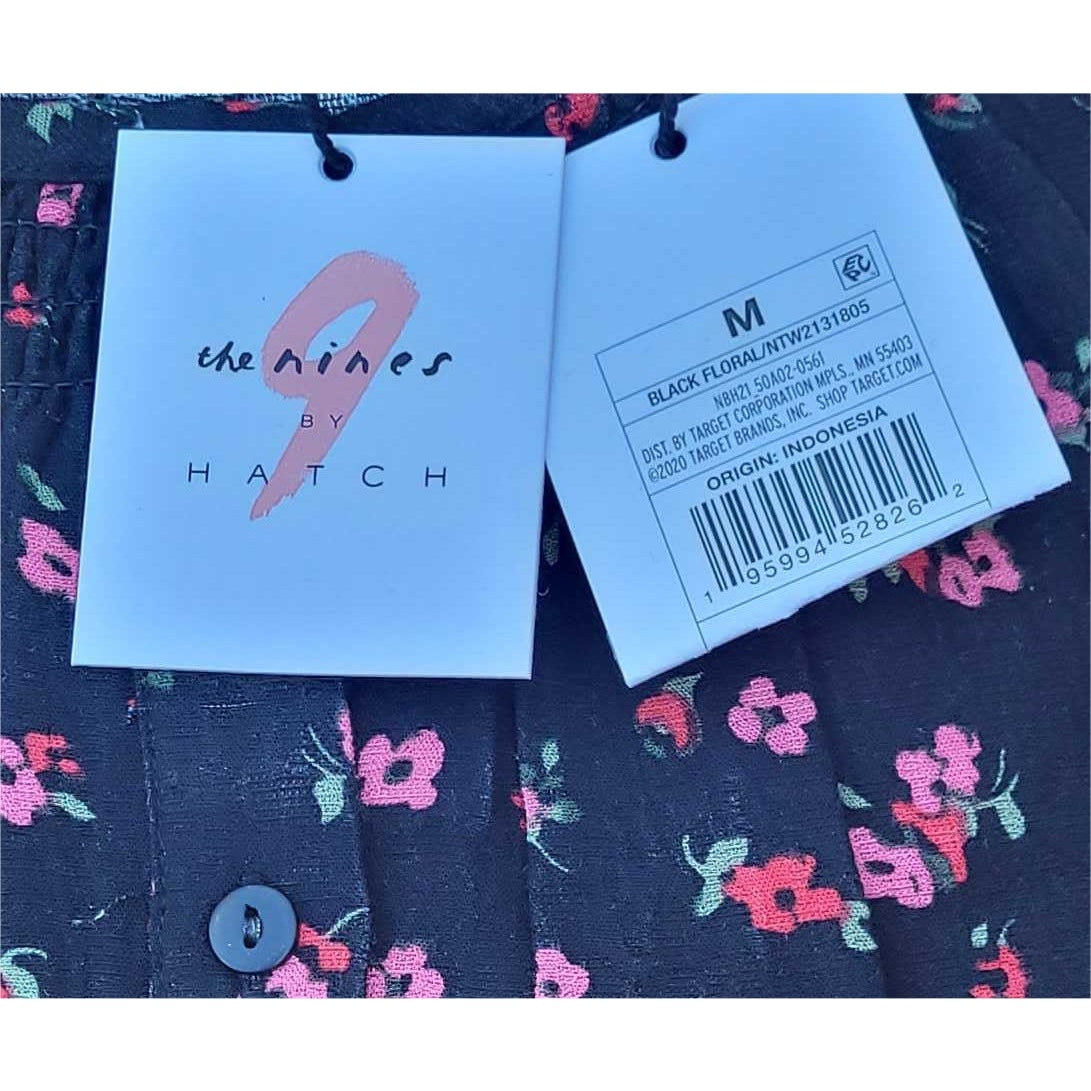 9
the nines
BY
HATCH
M
BLACK FLORAL/NTW2131805
NBH21 50A02-0561
DIST. BY TARGET CORPORATION MPLS., MN 55403
©2020 TARGET BRANDS, INC. SHOP TARGET.COM
ORIGIN: INDONESIA
1 95994 52826 2